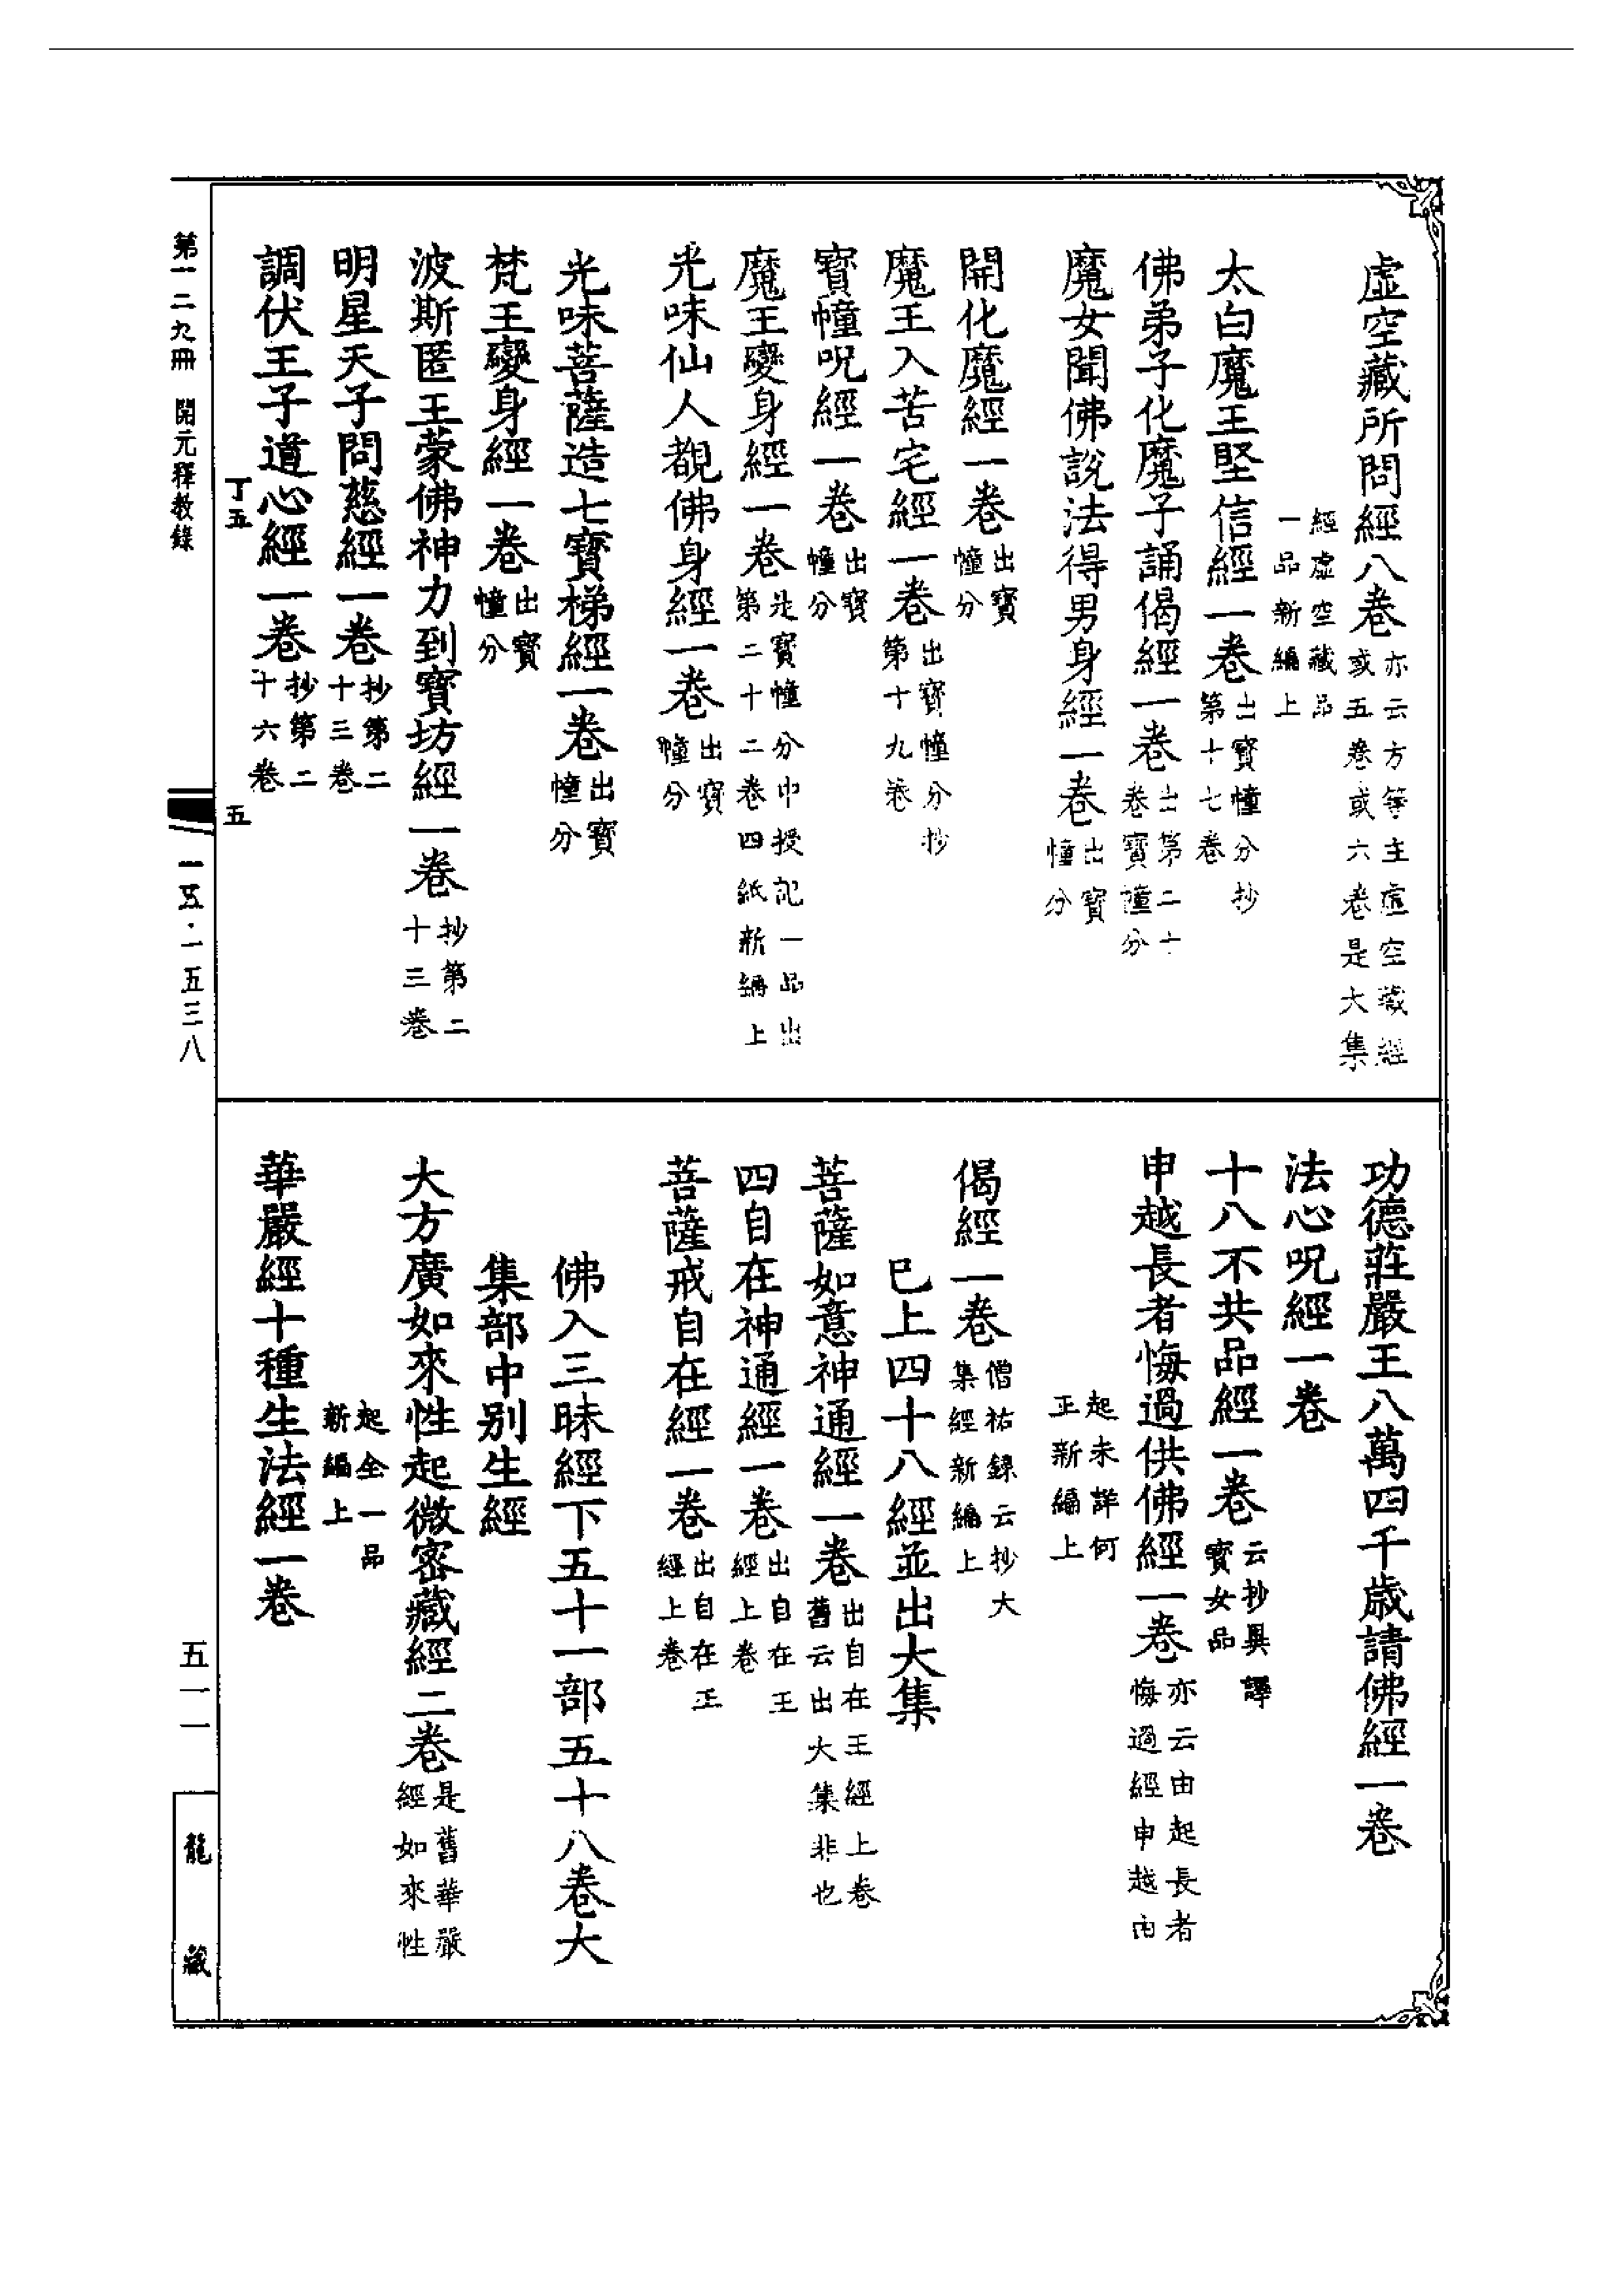 虛空藏所問經八卷亦云方等主虛空藏經或五卷或六卷是大集
經虛空藏品一品新編上
太白魔王堅信經一卷出寶幢分抄第十七卷
佛弟子化魔子誦偈經一卷出第二十卷寶幢分
魔女聞佛說法得男身經一卷出寶幢分
開化魔經一卷出寶幢分
魔王入苦宅經一卷出寶幢分抄第十九卷
寶幢呪經一卷出寶幢分
魔王變身經一卷是寶幢分中授記一品出第二十二卷四紙新編上
光味仙人覩佛身經一卷出寶幢分
光味菩薩造七寶梯經一卷出寶幢分
梵王變身經一卷出寶幢分
波斯匿王蒙佛神力到寶坊經一卷抄第二十三卷
明星天子問慈經一卷抄第二十三卷
調伏王子道心經一卷抄第二十六卷
丁五
五
功德莊嚴王八萬四千歲請佛經一卷
法心呪經一卷
十八不共品經一卷云抄異譯寶女品
申越長者悔過供佛經一卷亦云由起長者悔過經申越內
起未詳何正新編上
偈經一卷僧祐錄云抄大集經新編上
已上四十八經並出大集
菩薩如意神通經一卷出自在王經上卷舊云出大集非也
四自在神通經一卷出自在王經上卷
菩薩戒自在經一卷出自在王經上卷
佛入三昧經下五十一部五十八卷大
集部中別生經
大方廣如來性起微密藏經二卷是舊華嚴經如來性
起全一品新編上
華嚴經十種生法經一卷
第一二九冊 開元釋教錄
一五·一五三八
五一一
龍藏